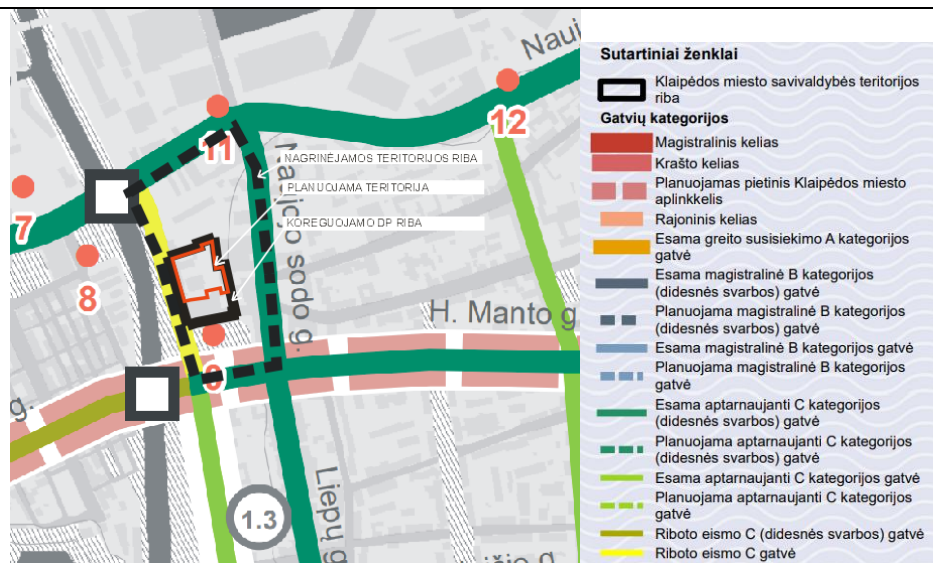 Nauj
11
12
NAGRINĖJAMOS TERITORIJOS RIBA
PLANUOJAMA TERITORIJA
KOREGUOJAMO DP RIBA
7
8
Naujojo sodo g.
H. Manto g
9
g.
Liepų g
1.3
g.
Sutartiniai ženklai
Klaipėdos miesto savivaldybės teritorijos
riba
Gatvių kategorijos
Magistralinis kelias
Krašto kelias
Planuojamas pietinis Klaipėdos miesto
aplinkkelis
Rajoninis kelias
Esama greito susisiekimo A kategorijos
gatvė
Esama magistralinė B kategorijos
(didesnės svarbos) gatvė
Planuojama magistralinė B kategorijos
(didesnės svarbos) gatvė
Esama magistralinė B kategorijos gatvė
Planuojama magistralinė B kategorijos
gatvė
Esama aptarnaujanti C kategorijos
(didesnės svarbos) gatvė
Planuojama aptarnaujanti C kategorijos
(didesnės svarbos) gatvė
Esama aptarnaujanti C kategorijos gatvė
Planuojama aptarnaujanti C kategorijos
gatvė
Riboto eismo C (didesnės svarbos) gatvė
Riboto eismo C gatvė